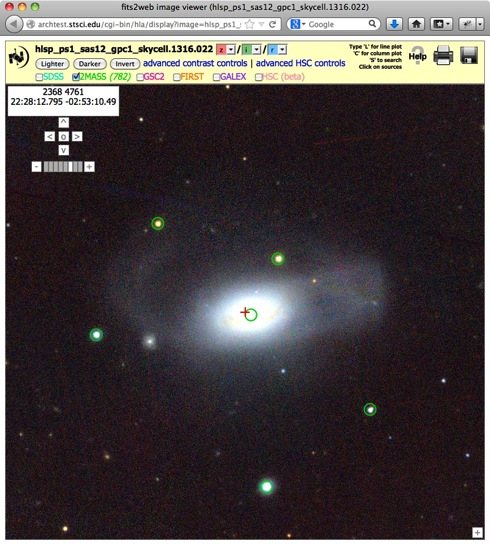 fits2web image viewer (hlsp_ps1_sas12_gpc1_skycell.1316.022)
archtest.stsci.edu/cgi-bin/hla/display?image=hlsp_ps1_
Google
hlsp_ps1_sas12_gpc1_skycell.1316.022 z / i / r
Type 'L' for line plot
'C' for column plot
'S' to search
Click on sources
Help
Lighter Darker Invert advanced contrast controls | advanced HSC controls
SDSS 2MASS (782) GSC2 FIRST GALEX HSC (beta)
2368 4761
22:28:12.795 -02:53:10.49
^
< o >
v
- +
+